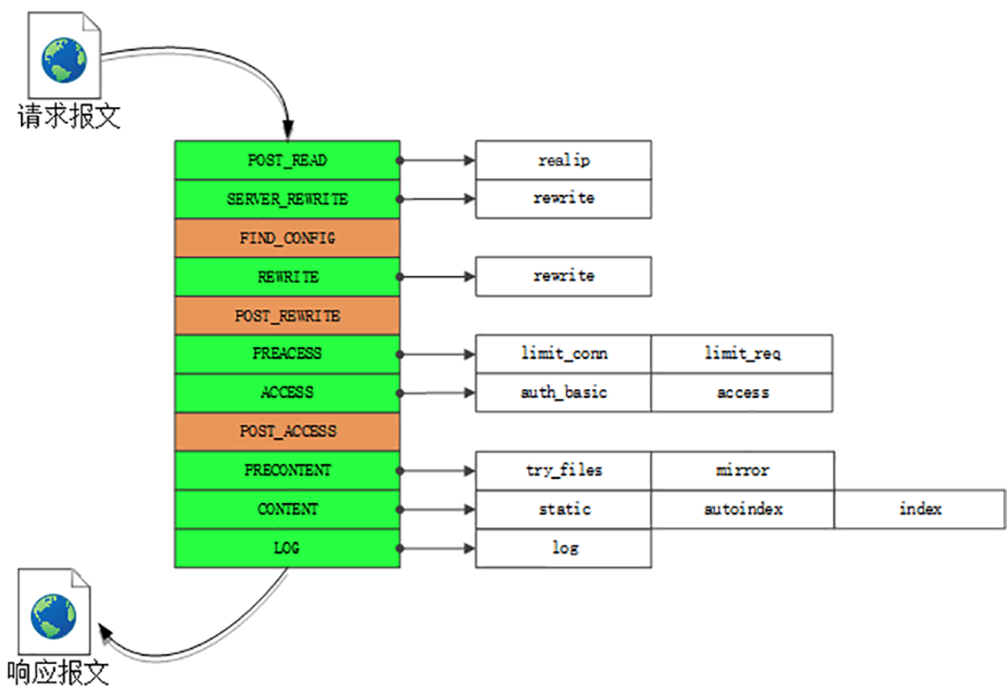 请求报文
POST_READ realip
SERVER_REWRITE rewrite
FIND_CONFIG
REWRITE rewrite
POST_REWRITE
PREACESS limit_conn limit_req
ACCESS auth_basic access
POST_ACCESS
PRECONTENT try_files mirror
CONTENT static autoindex index
LOG log
响应报文